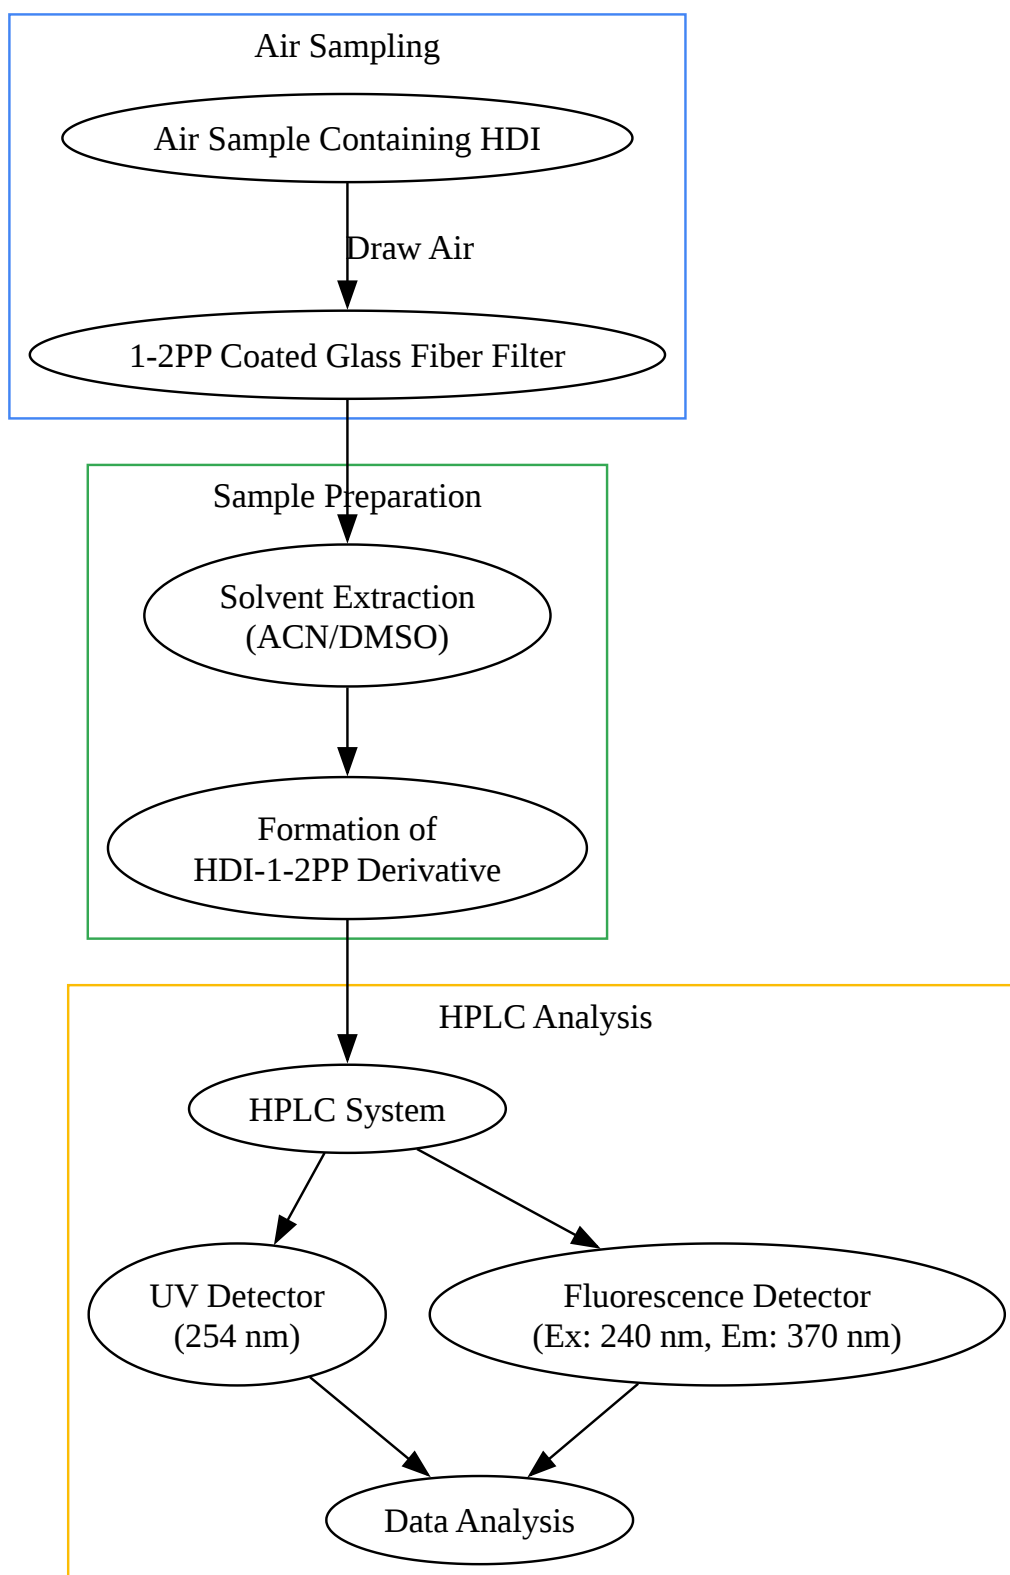 Air Sampling
Air Sample Containing HDI
Draw Air
1-2PP Coated Glass Fiber Filter
Sample Preparation
Solvent Extraction
(ACN/DMSO)
Formation of
HDI-1-2PP Derivative
HPLC Analysis
HPLC System
UV Detector
(254 nm)
Fluorescence Detector
(Ex: 240 nm, Em: 370 nm)
Data Analysis